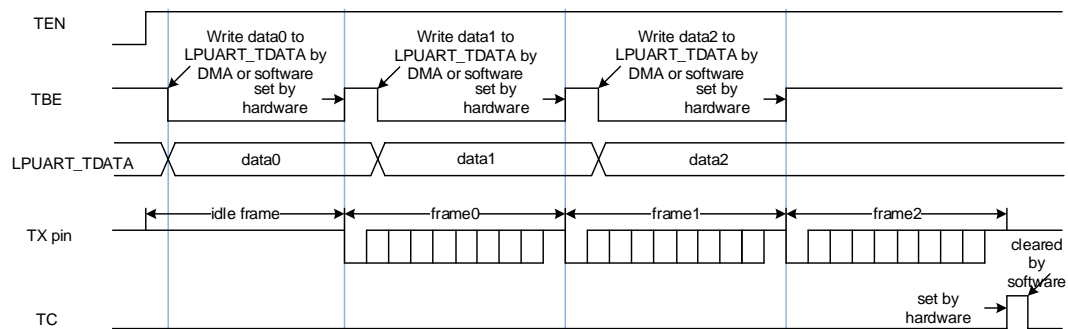 TEN
Write data0 to
LPUART_TDATA by
DMA or software
Write data1 to
LPUART_TDATA by
DMA or software
Write data2 to
LPUART_TDATA by
DMA or software
TBE
set by
hardware
set by
hardware
set by
hardware
LPUART_TDATA
data0
data1
data2
idle frame
frame0
frame1
frame2
TX pin
cleared
by
software
set by
hardware
TC